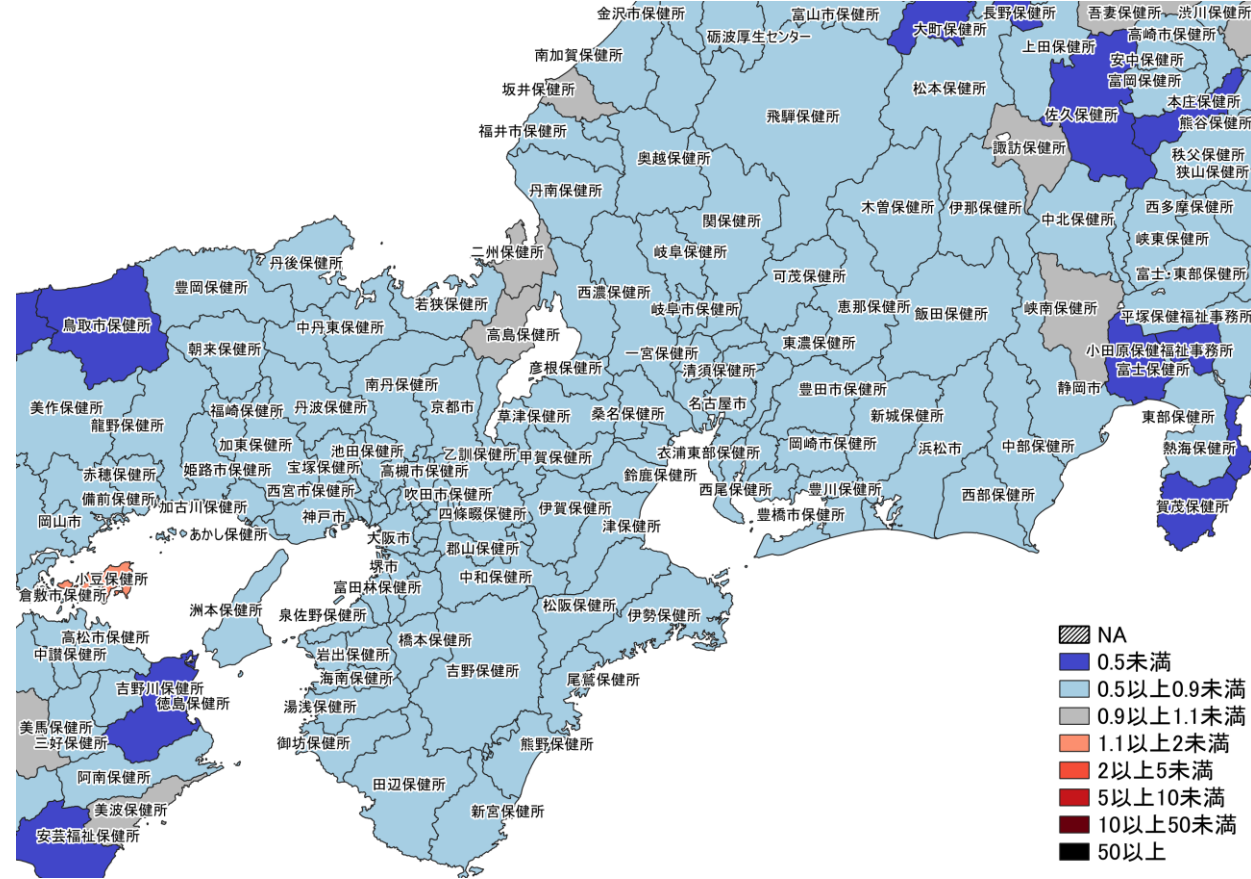 金沢市保健所
富山市保健所
長野保健所
吾妻保健所
渋川保健所
砺波厚生センター
大町保健所
高崎市保健所
南加賀保健所
上田保健所
安中保健所
坂井保健所
松本保健所
富岡保健所
本庄保健所
福井市保健所
飛騨保健所
佐久保健所
熊谷保健所
奥越保健所
諏訪保健所
秩父保健所
狭山保健所
丹南保健所
木曽保健所
伊那保健所
中北保健所
西多摩保健所
関保健所
峡東保健所
二州保健所
岐阜保健所
丹後保健所
可茂保健所
富士・東部保健所
豊岡保健所
西濃保健所
若狭保健所
岐阜市保健所
恵那保健所
飯田保健所
峡南保健所
平塚保健福祉事務所
鳥取市保健所
中丹東保健所
高島保健所
東濃保健所
朝来保健所
一宮保健所
小田原保健福祉事務所
彦根保健所
清須保健所
富士保健所
南丹保健所
豊田市保健所
静岡市
美作保健所
福崎保健所
丹波保健所
京都市
草津保健所
桑名保健所
名古屋市
新城保健所
東部保健所
龍野保健所
加東保健所
池田保健所
乙訓保健所
甲賀保健所
衣浦東部保健所
岡崎市保健所
浜松市
中部保健所
熱海保健所
赤穂保健所
姫路市保健所
宝塚保健所
高槻市保健所
鈴鹿保健所
備前保健所
西宮市保健所
吹田市保健所
西尾保健所
豊川保健所
西部保健所
賀茂保健所
岡山市
加古川保健所
神戸市
四條畷保健所
伊賀保健所
豊橋市保健所
あかし保健所
大阪市
津保健所
郡山保健所
小豆保健所
堺市
中和保健所
倉敷市保健所
富田林保健所
洲本保健所
泉佐野保健所
松阪保健所
伊勢保健所
高松市保健所
橋本保健所
中讃保健所
岩出保健所
吉野保健所
吉野川保健所
海南保健所
尾鷲保健所
徳島保健所
湯浅保健所
美馬保健所
三好保健所
御坊保健所
熊野保健所
阿南保健所
田辺保健所
美波保健所
新宮保健所
安芸福祉保健所
NA
0.5未満
0.5以上0.9未満
0.9以上1.1未満
1.1以上2未満
2以上5未満
5以上10未満
10以上50未満
50以上